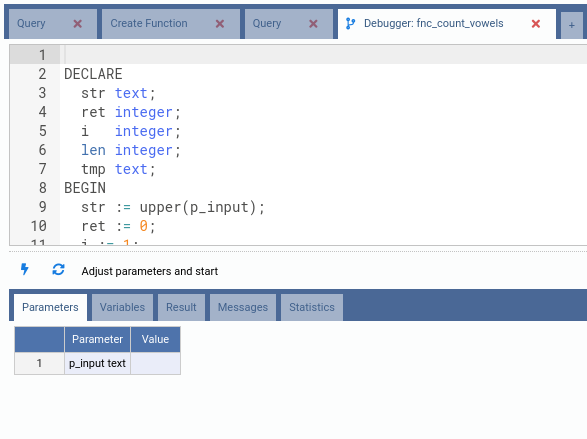 Query
Create Function
Query
Debugger: fnc_count_vowels
+
1
2 DECLARE
3 str text;
4 ret integer;
5 i integer;
6 len integer;
7 tmp text;
8 BEGIN
9 str := upper(p_input);
10 ret := 0;
11 i := 1;
Adjust parameters and start
Parameters
Variables
Result
Messages
Statistics
Parameter Value
1 p_input text